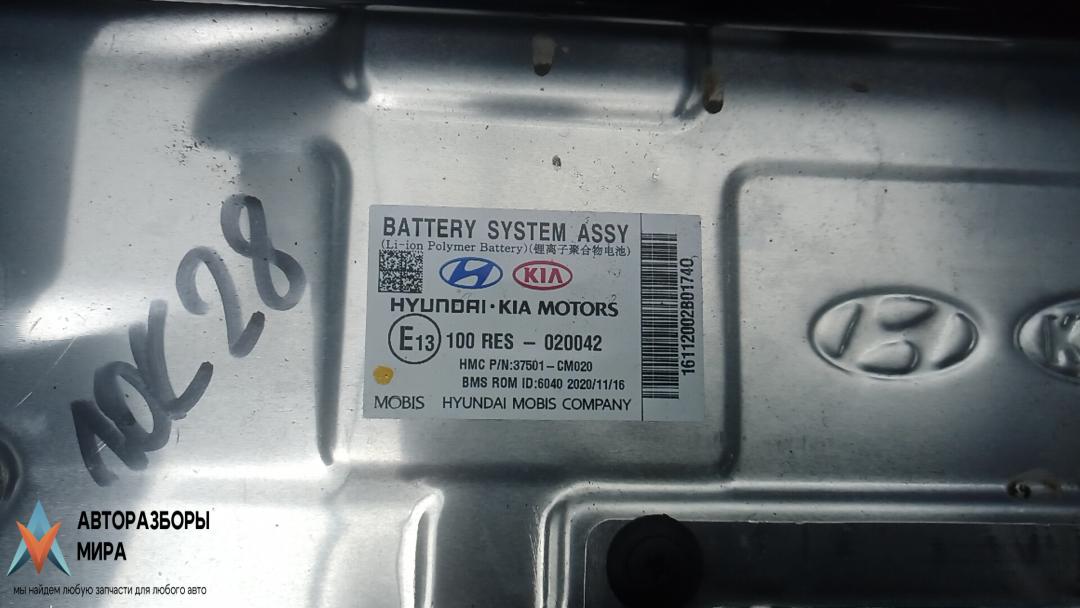 BATTERY SYSTEM ASSY
(Li-ion Polymer Battery)(锂离子聚合物电池)
KIA
HYUNDAI · KIA MOTORS
E13 100 RES - 020042
HMC P/N:37501-CM020
BMS ROM ID:6040 2020/11/16
MOBIS HYUNDAI MOBIS COMPANY
16112002B01740
28
АВТОРАЗБОРЫ
МИРА
мы найдем любую запчасти для любого авто